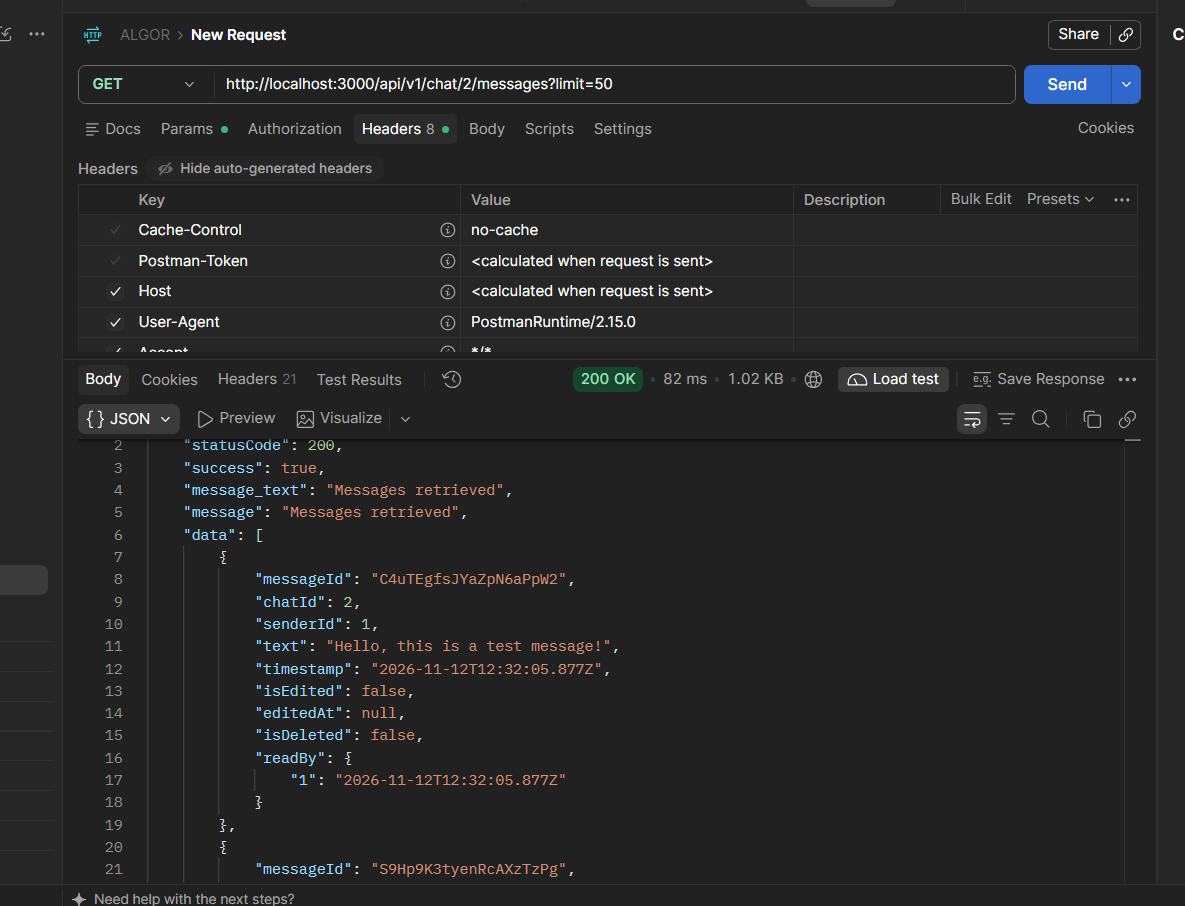 ALGOR > New Request
Share
C
GET http://localhost:3000/api/v1/chat/2/messages?limit=50 Send
Docs Params Authorization Headers 8 Body Scripts Settings Cookies
Headers Hide auto-generated headers
Key Value Description Bulk Edit Presets
Cache-Control no-cache
Postman-Token <calculated when request is sent>
Host <calculated when request is sent>
User-Agent PostmanRuntime/2.15.0
Accept */*
Body Cookies Headers 21 Test Results 200 OK • 82 ms • 1.02 KB • Load test e.g. Save Response
{} JSON Preview Visualize
2 "statusCode": 200,
3 "success": true,
4 "message_text": "Messages retrieved",
5 "message": "Messages retrieved",
6 "data": [
7 {
8 "messageId": "C4uTEgfsJYaZpN6aPpW2",
9 "chatId": 2,
10 "senderId": 1,
11 "text": "Hello, this is a test message!",
12 "timestamp": "2026-11-12T12:32:05.877Z",
13 "isEdited": false,
14 "editedAt": null,
15 "isDeleted": false,
16 "readBy": {
17 "1": "2026-11-12T12:32:05.877Z"
18 }
19 },
20 {
21 "messageId": "S9Hp9K3tyenRcAXzTzPg",
Need help with the next steps?